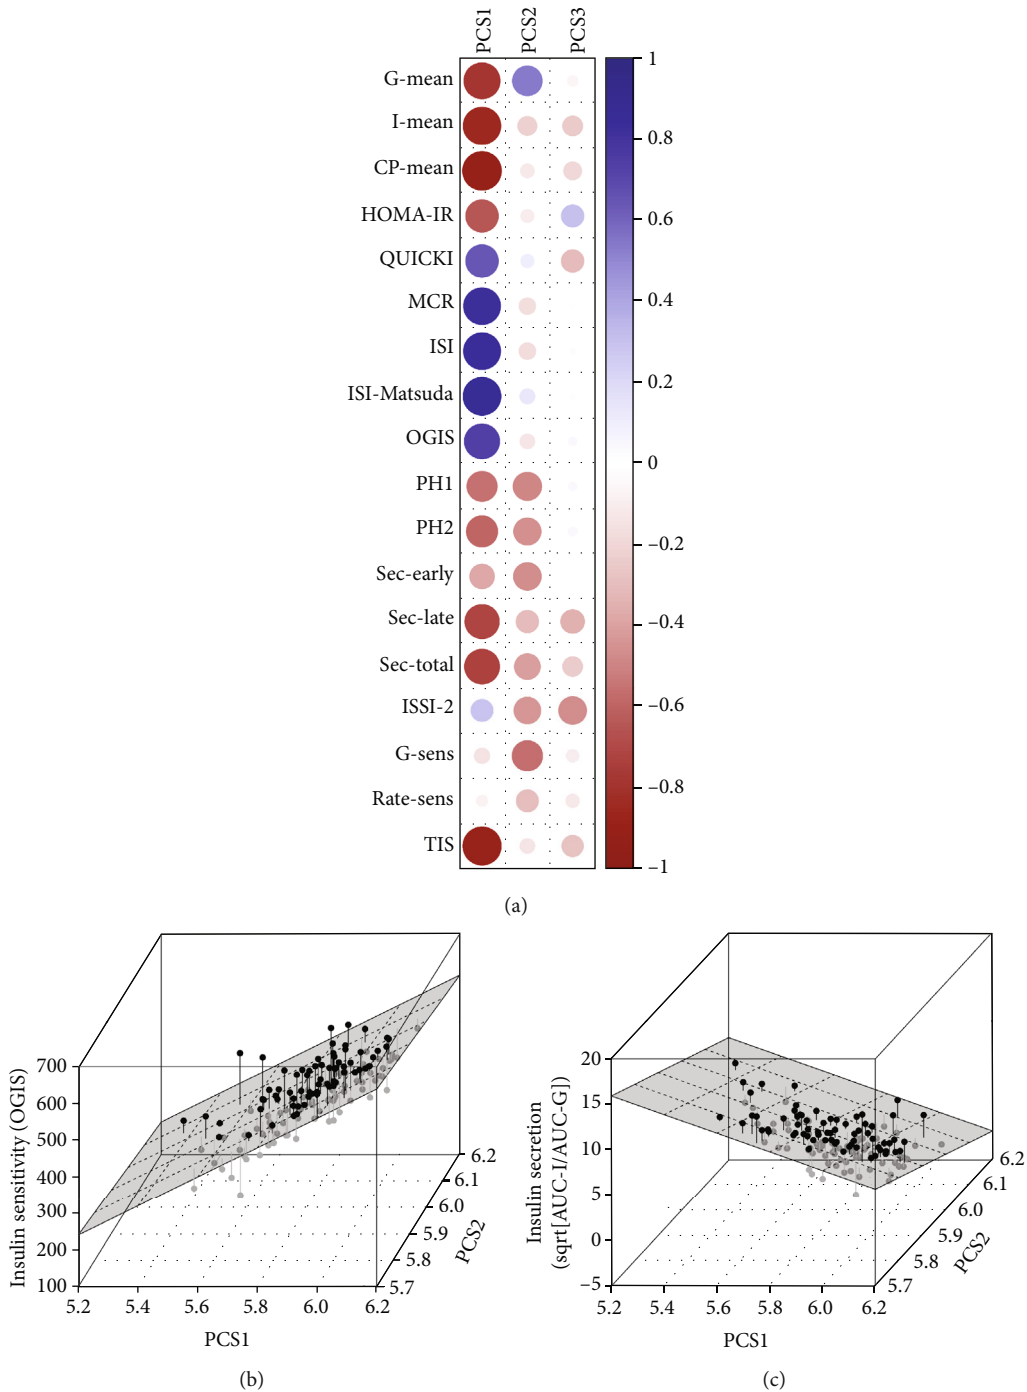 PCS1 PCS2 PCS3
G-mean
I-mean
CP-mean
HOMA-IR
QUICKI
MCR
ISI
ISI-Matsuda
OGIS
PH1
PH2
Sec-early
Sec-late
Sec-total
ISSI-2
G-sens
Rate-sens
TIS
1
0.8
0.6
0.4
0.2
0
−0.2
−0.4
−0.6
−0.8
−1
(a)
Insulin sensitivity (OGIS)
700
600
500
400
300
200
100
5.2 5.4 5.6 5.8 6.0 6.2
PCS1
6.2
6.1
6.0
5.9
5.8
5.7
PCS2
(b)
Insulin secretion
(sqrt[AUC-I/AUC-G])
20
15
10
5
0
−5
5.2 5.4 5.6 5.8 6.0 6.2
PCS1
6.2
6.1
6.0
5.9
5.8
5.7
PCS2
(c)